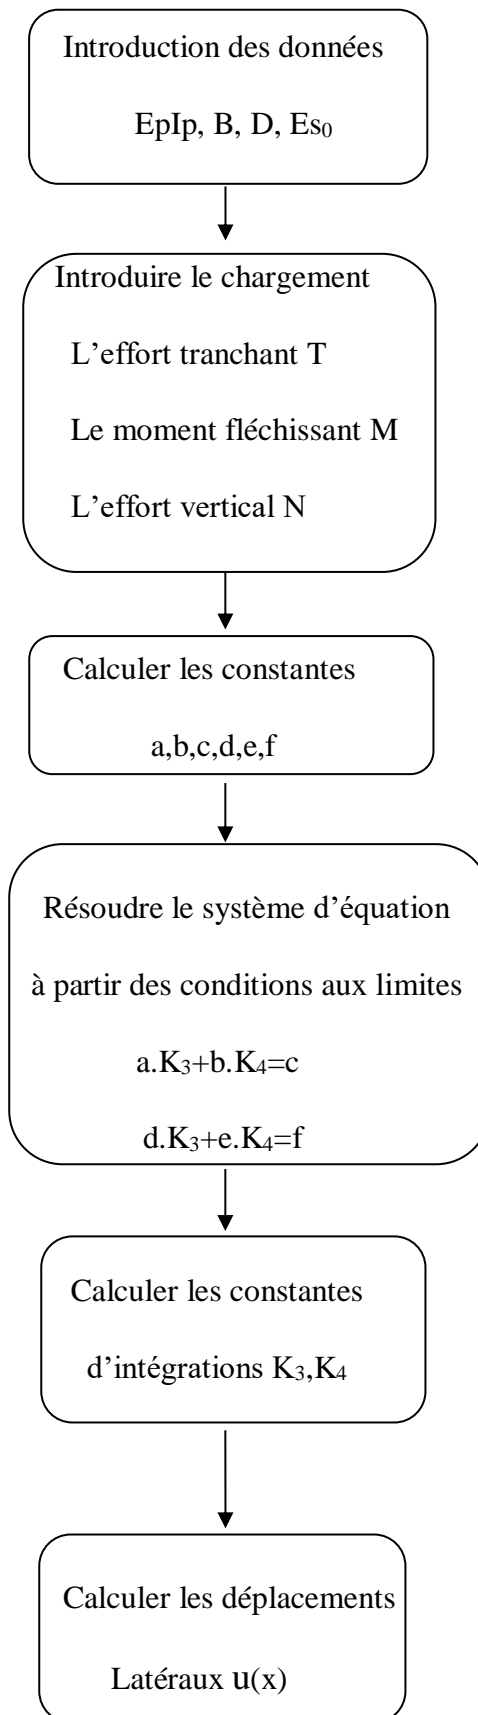 Introduction des données
EpIp, B, D, Es₀
Introduire le chargement
L’effort tranchant T
Le moment fléchissant M
L’effort vertical N
Calculer les constantes
a,b,c,d,e,f
Résoudre le système d’équation
à partir des conditions aux limites
a.K₃+b.K₄=c
d.K₃+e.K₄=f
Calculer les constantes
d’intégrations K₃,K₄
Calculer les déplacements
Latéraux u(x)